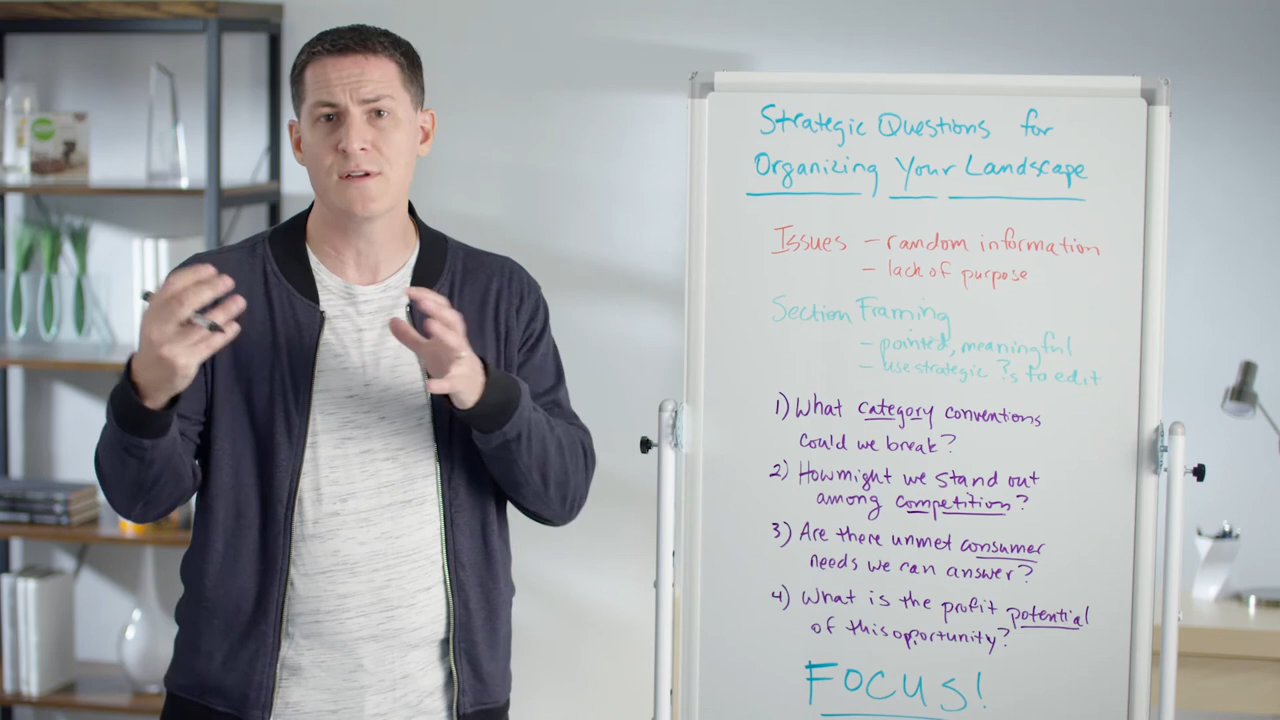 Strategic Questions for
Organizing Your Landscape
Issues - random information
- lack of purpose
Section Framing
- pointed, meaningful
- use strategic ?s to edit
1) What category conventions
could we break?
2) How might we stand out
among competition?
3) Are there unmet consumer
needs we can answer?
4) What is the profit potential
of this opportunity?
FOCUS!